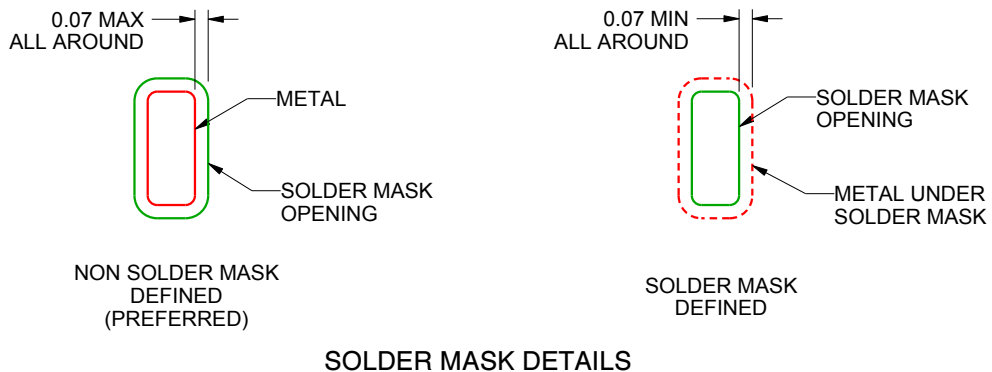 0.07 MAX
ALL AROUND
METAL
SOLDER MASK
OPENING
NON SOLDER MASK
DEFINED
(PREFERRED)
0.07 MIN
ALL AROUND
SOLDER MASK
OPENING
METAL UNDER
SOLDER MASK
SOLDER MASK
DEFINED
SOLDER MASK DETAILS